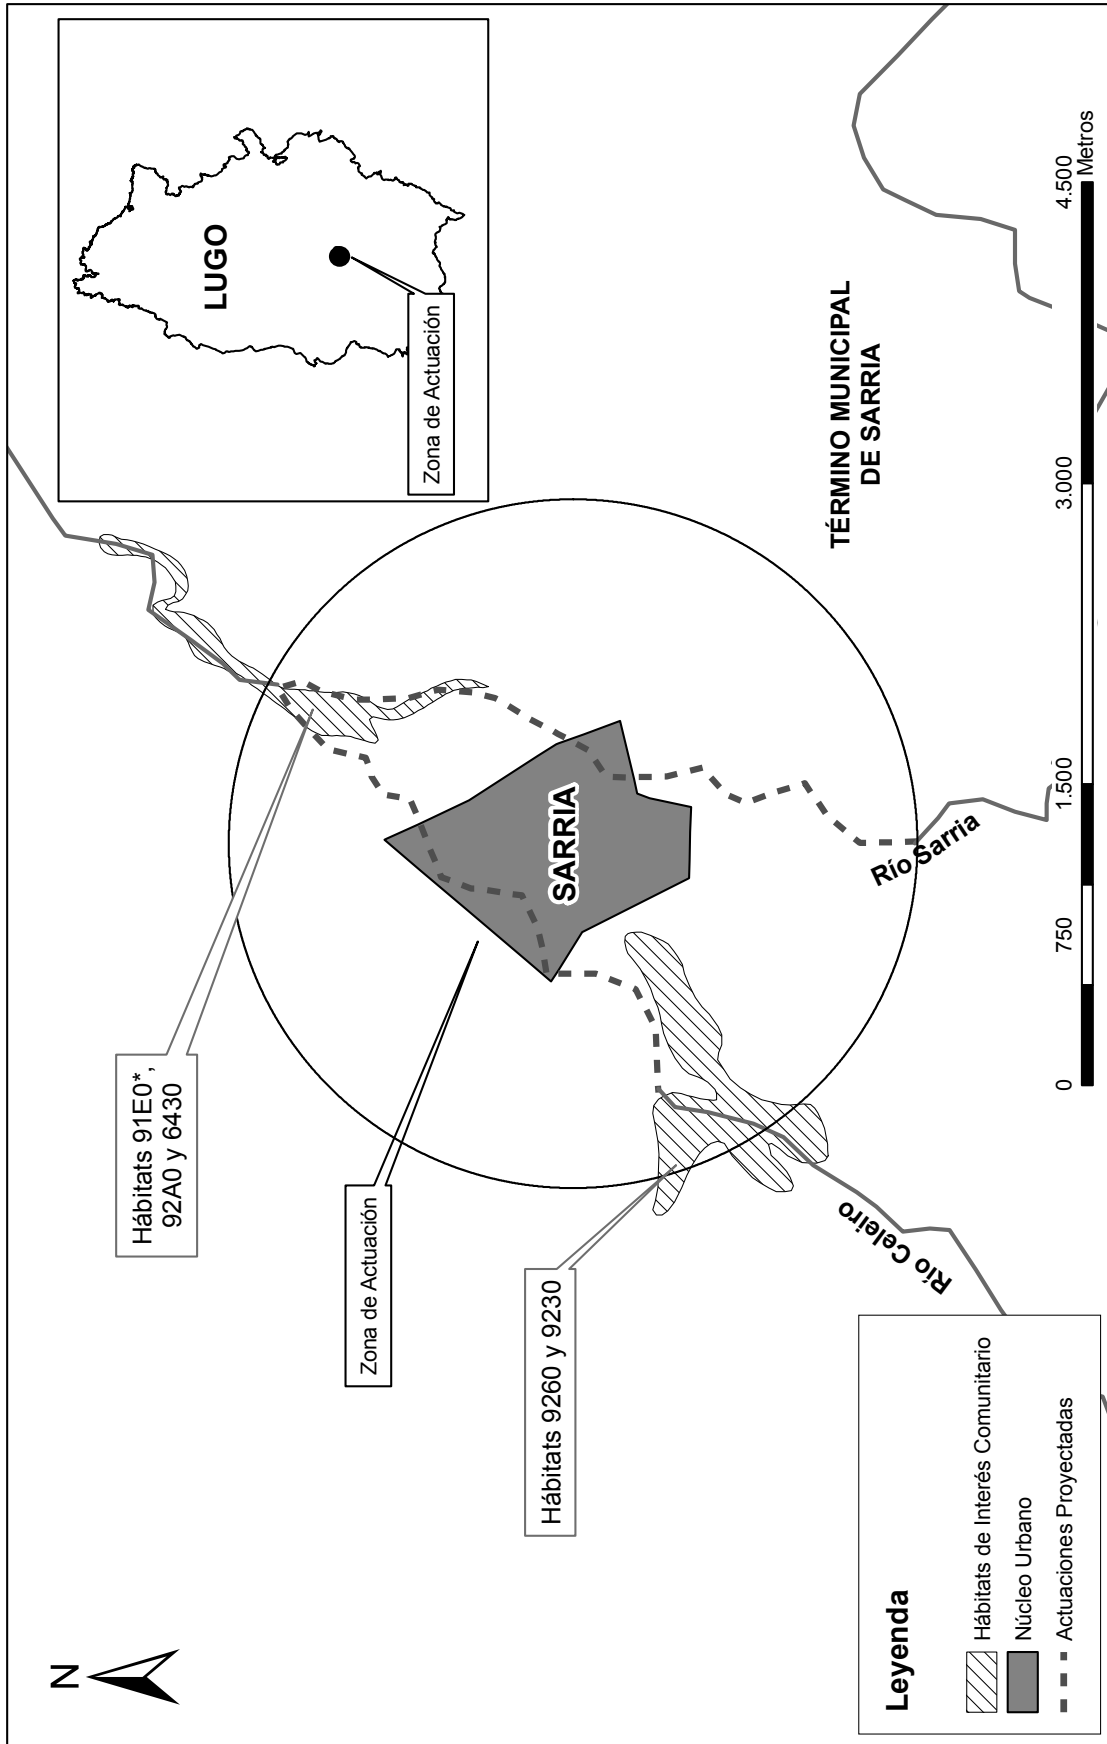 N
LUGO
Zona de Actuación
Hábitats 91E0*,
92A0 y 6430
Zona de Actuación
Hábitats 9260 y 9230
SARRIA
TÉRMINO MUNICIPAL
DE SARRIA
Río Sarria
Río Celeiro
Leyenda
Hábitats de Interés Comunitario
Núcleo Urbano
Actuaciones Proyectadas
0 750 1.500 3.000 4.500
Metros